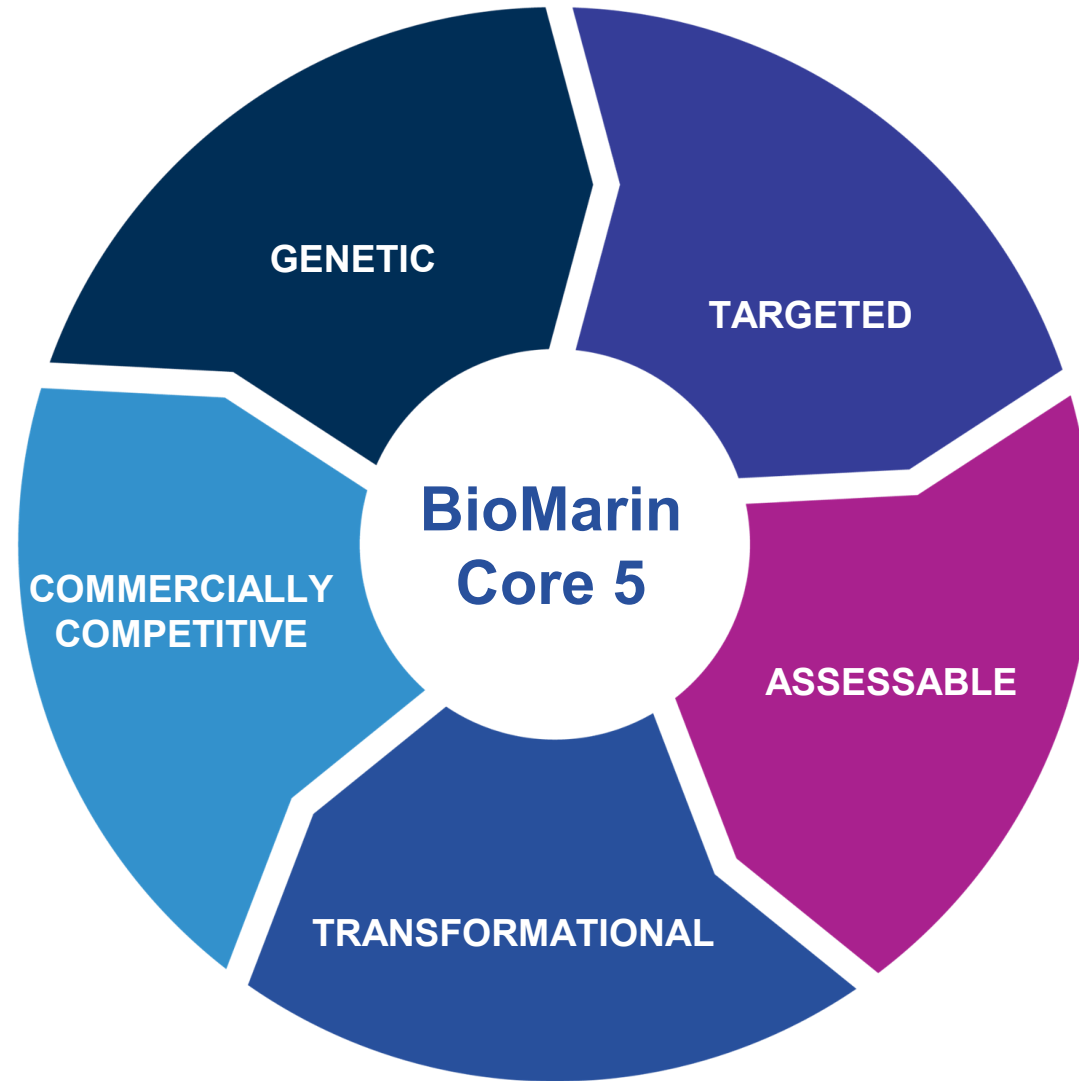 GENETIC
TARGETED
BioMarin
Core 5
COMMERCIALLY
COMPETITIVE
ASSESSABLE
TRANSFORMATIONAL